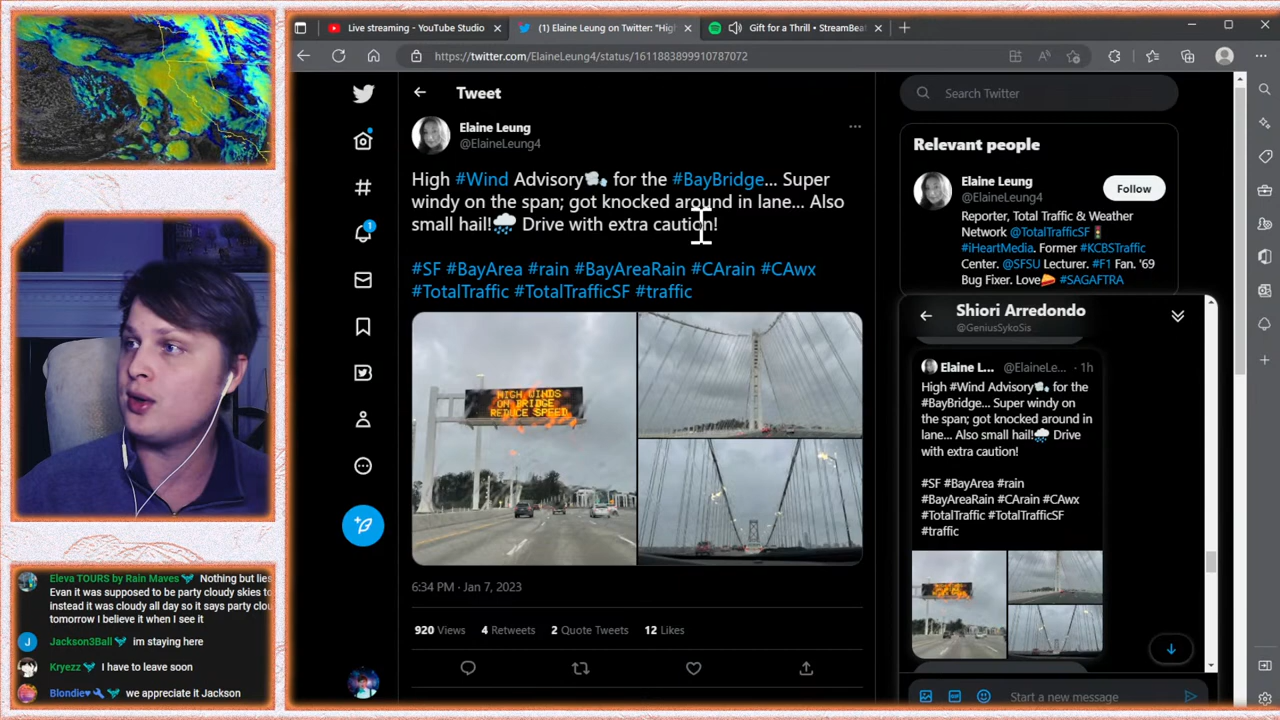 Live streaming - YouTube Studio
(1) Elaine Leung on Twitter: "Hig
Gift for a Thrill • StreamBeat
https://twitter.com/ElaineLeung4/status/1611883899910787072
Tweet
Elaine Leung
@ElaineLeung4
High #Wind Advisory for the #BayBridge... Super
windy on the span; got knocked around in lane... Also
small hail! Drive with extra caution!
#SF #BayArea #rain #BayAreaRain #CArain #CAwx
#TotalTraffic #TotalTrafficSF #traffic
HIGH WINDS
ON BRIDGE
REDUCE SPEED
6:34 PM · Jan 7, 2023
920 Views 4 Retweets 2 Quote Tweets 12 Likes
Search Twitter
Relevant people
Elaine Leung
@ElaineLeung4
Follow
Reporter, Total Traffic & Weather
Network @TotalTrafficSF
#iHeartMedia. Former #KCBSTraffic
Center. @SFSU Lecturer. #F1 Fan. '69
Bug Fixer. Love #SAGAFTRA
Shiori Arredondo
@GeniusSykoSis
Elaine L... @ElaineLe... · 1h
High #Wind Advisory for the
#BayBridge... Super windy on
the span; got knocked around in
lane... Also small hail! Drive
with extra caution!
#SF #BayArea #rain
#BayAreaRain #CArain #CAwx
#TotalTraffic #TotalTrafficSF
#traffic
Start a new message
Eleva TOURS by Rain Maves Nothing but lies
Evan it was supposed to be party cloudy skies to
instead it was cloudy all day so it says party clou
tomorrow I believe it when I see it
Jackson3Ball im staying here
Kryezz I have to leave soon
Blondie we appreciate it Jackson